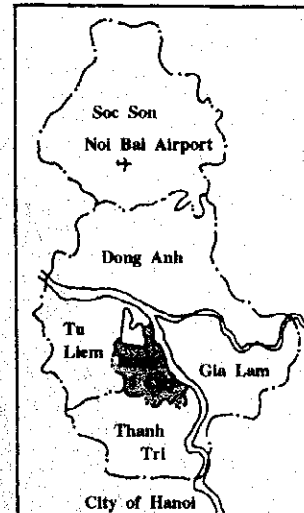 Soc Son
Noi Bai Airport
Dong Anh
Tu
Liem
Gia Lam
Thanh
Tri
City of Hanoi